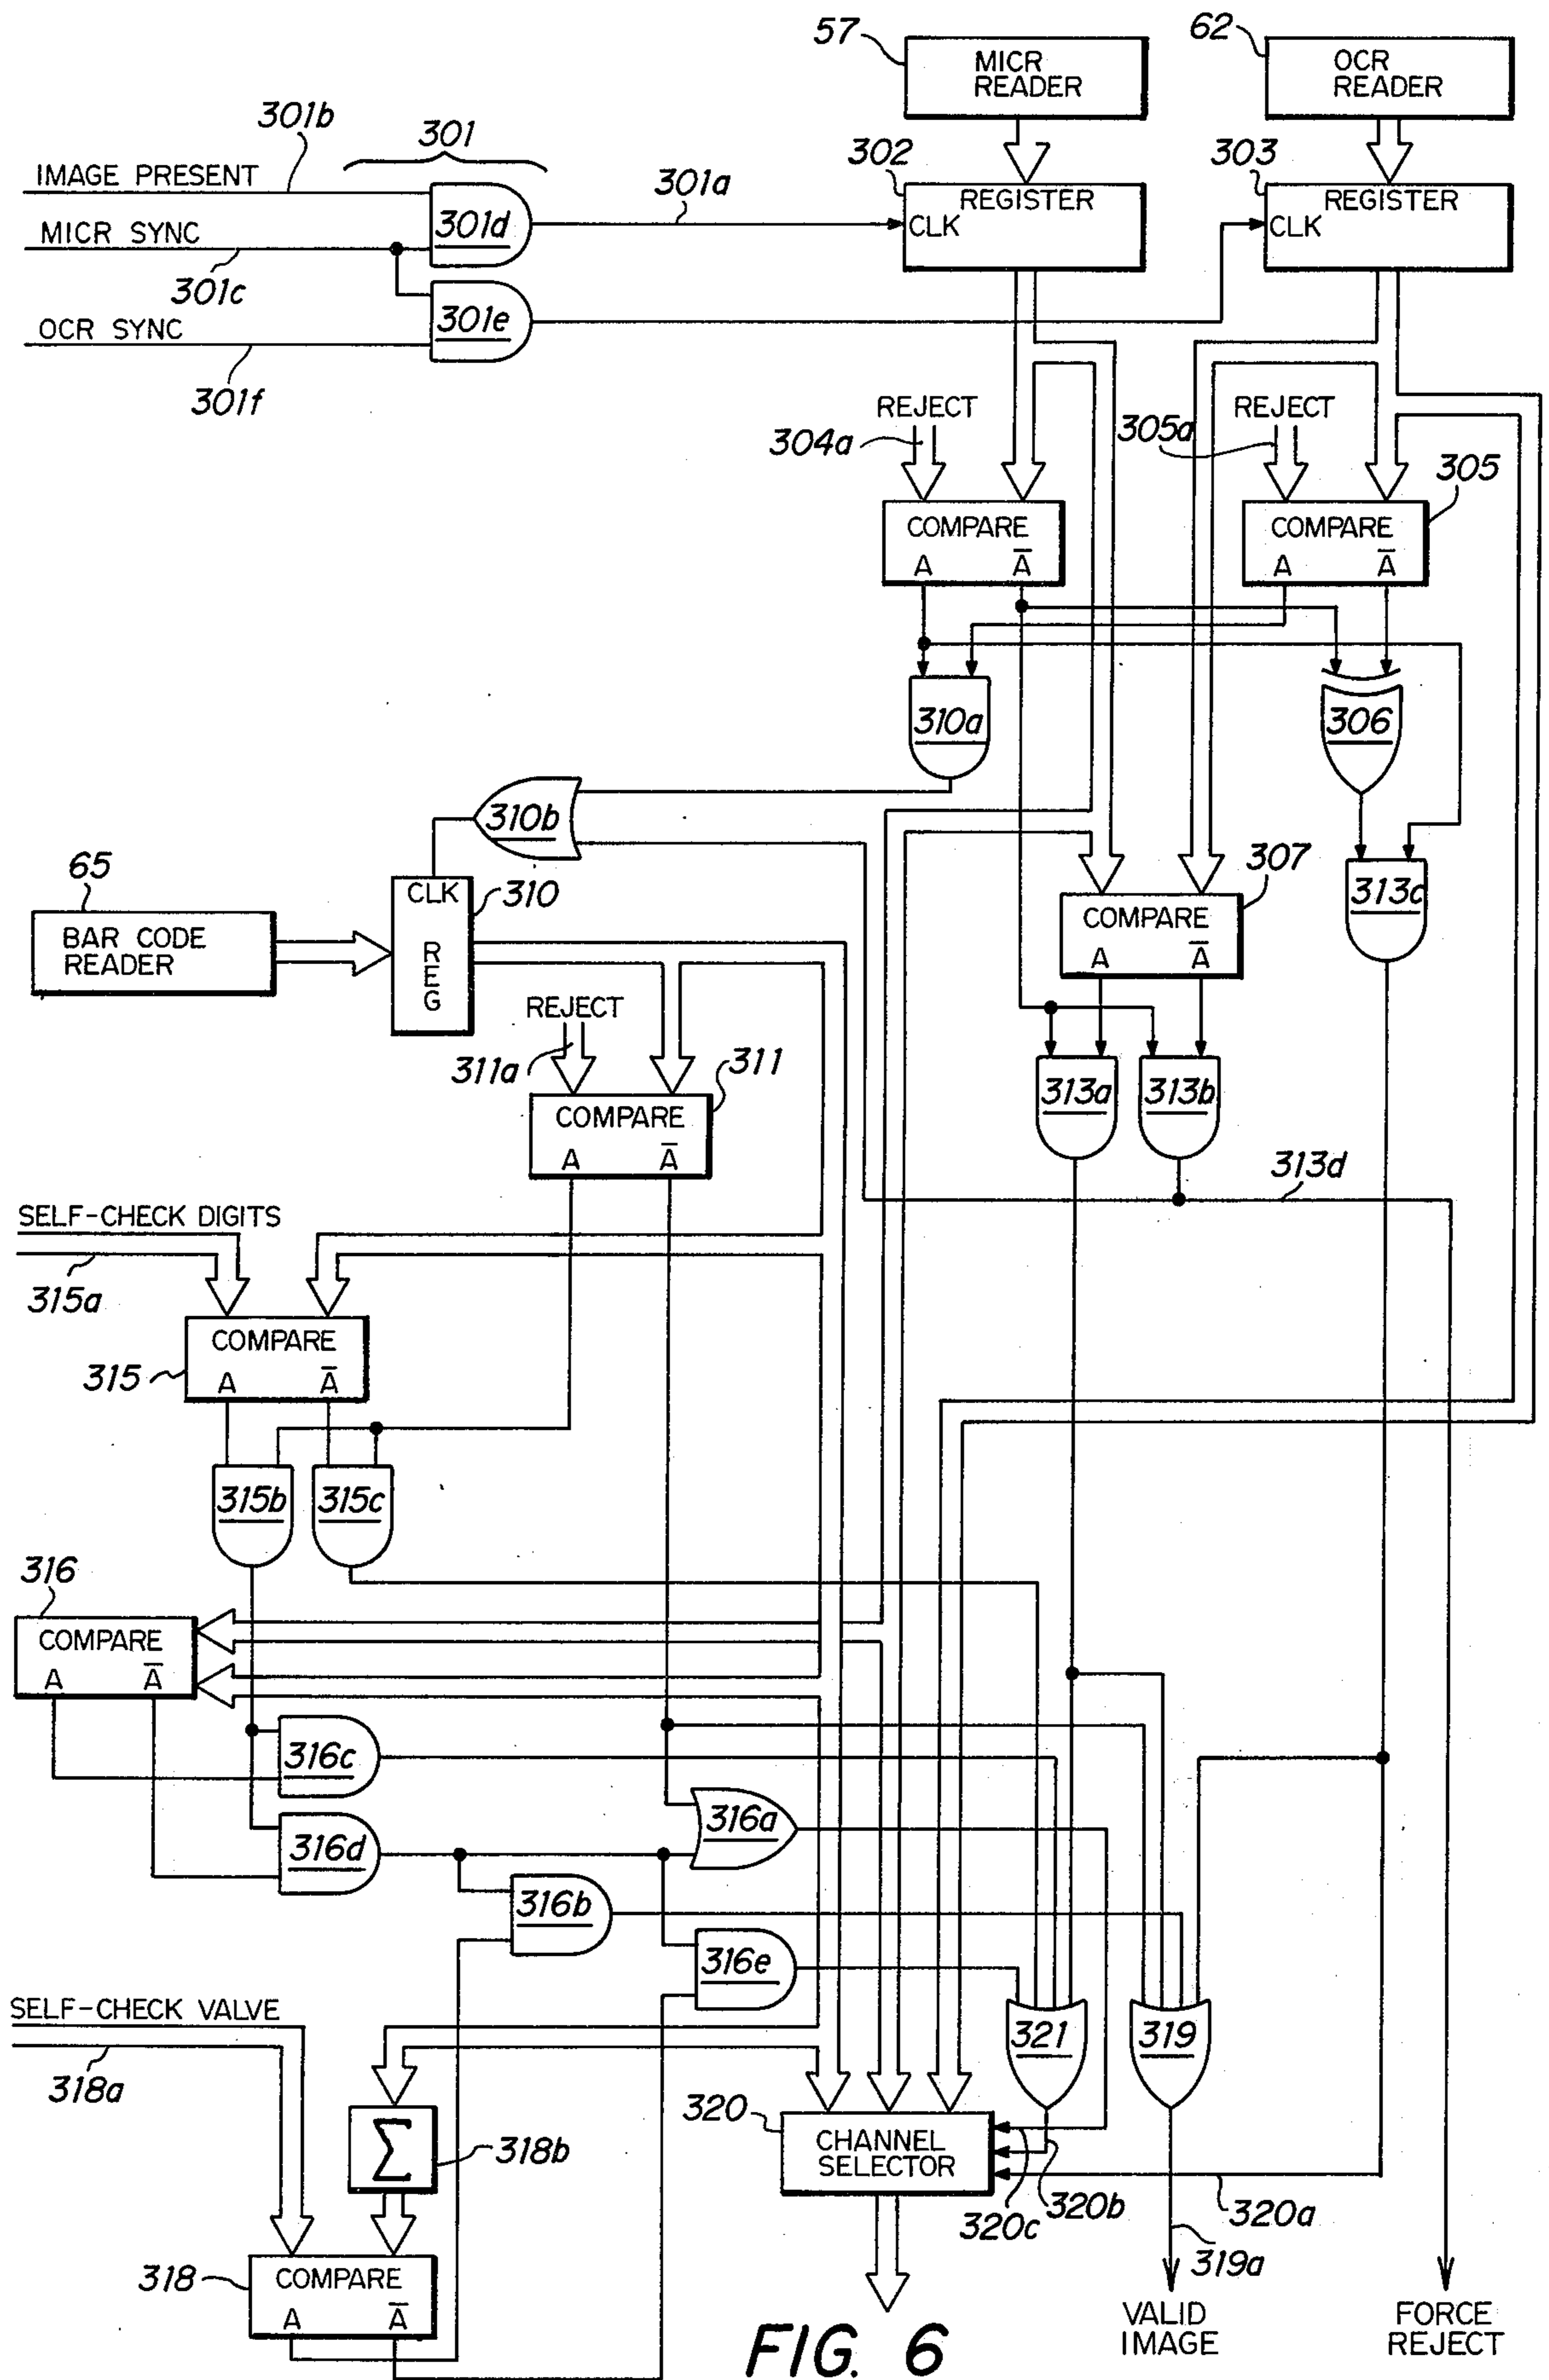 57
MICR
READER
62
OCR
READER
301b
301
IMAGE PRESENT
301d
301a
302
REGISTER
CLK
303
REGISTER
CLK
MICR SYNC
301c
301e
OCR SYNC
301f
REJECT
304a
305a
REJECT
305
COMPARE
A Ā
COMPARE
A Ā
310a
306
310b
313c
307
COMPARE
A Ā
65
BAR CODE
READER
CLK
REG
310
REJECT
311a
311
COMPARE
A Ā
313a
313b
313d
SELF-CHECK DIGITS
315a
315
COMPARE
A Ā
315b
315c
316
COMPARE
A Ā
316c
316a
316d
316b
316e
SELF-CHECK VALVE
318a
321
319
Σ
318b
320
CHANNEL
SELECTOR
320c
320b
320a
319a
318
COMPARE
A Ā
VALID
IMAGE
FORCE
REJECT
FIG. 6